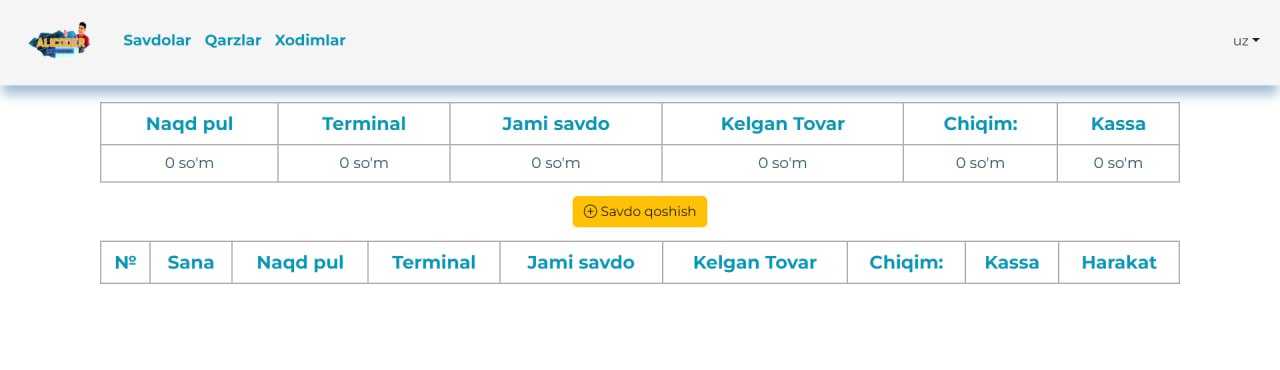 Savdolar Qarzlar Xodimlar uz
Naqd pul Terminal Jami savdo Kelgan Tovar Chiqim: Kassa
0 so'm 0 so'm 0 so'm 0 so'm 0 so'm 0 so'm
Savdo qoshish
№ Sana Naqd pul Terminal Jami savdo Kelgan Tovar Chiqim: Kassa Harakat